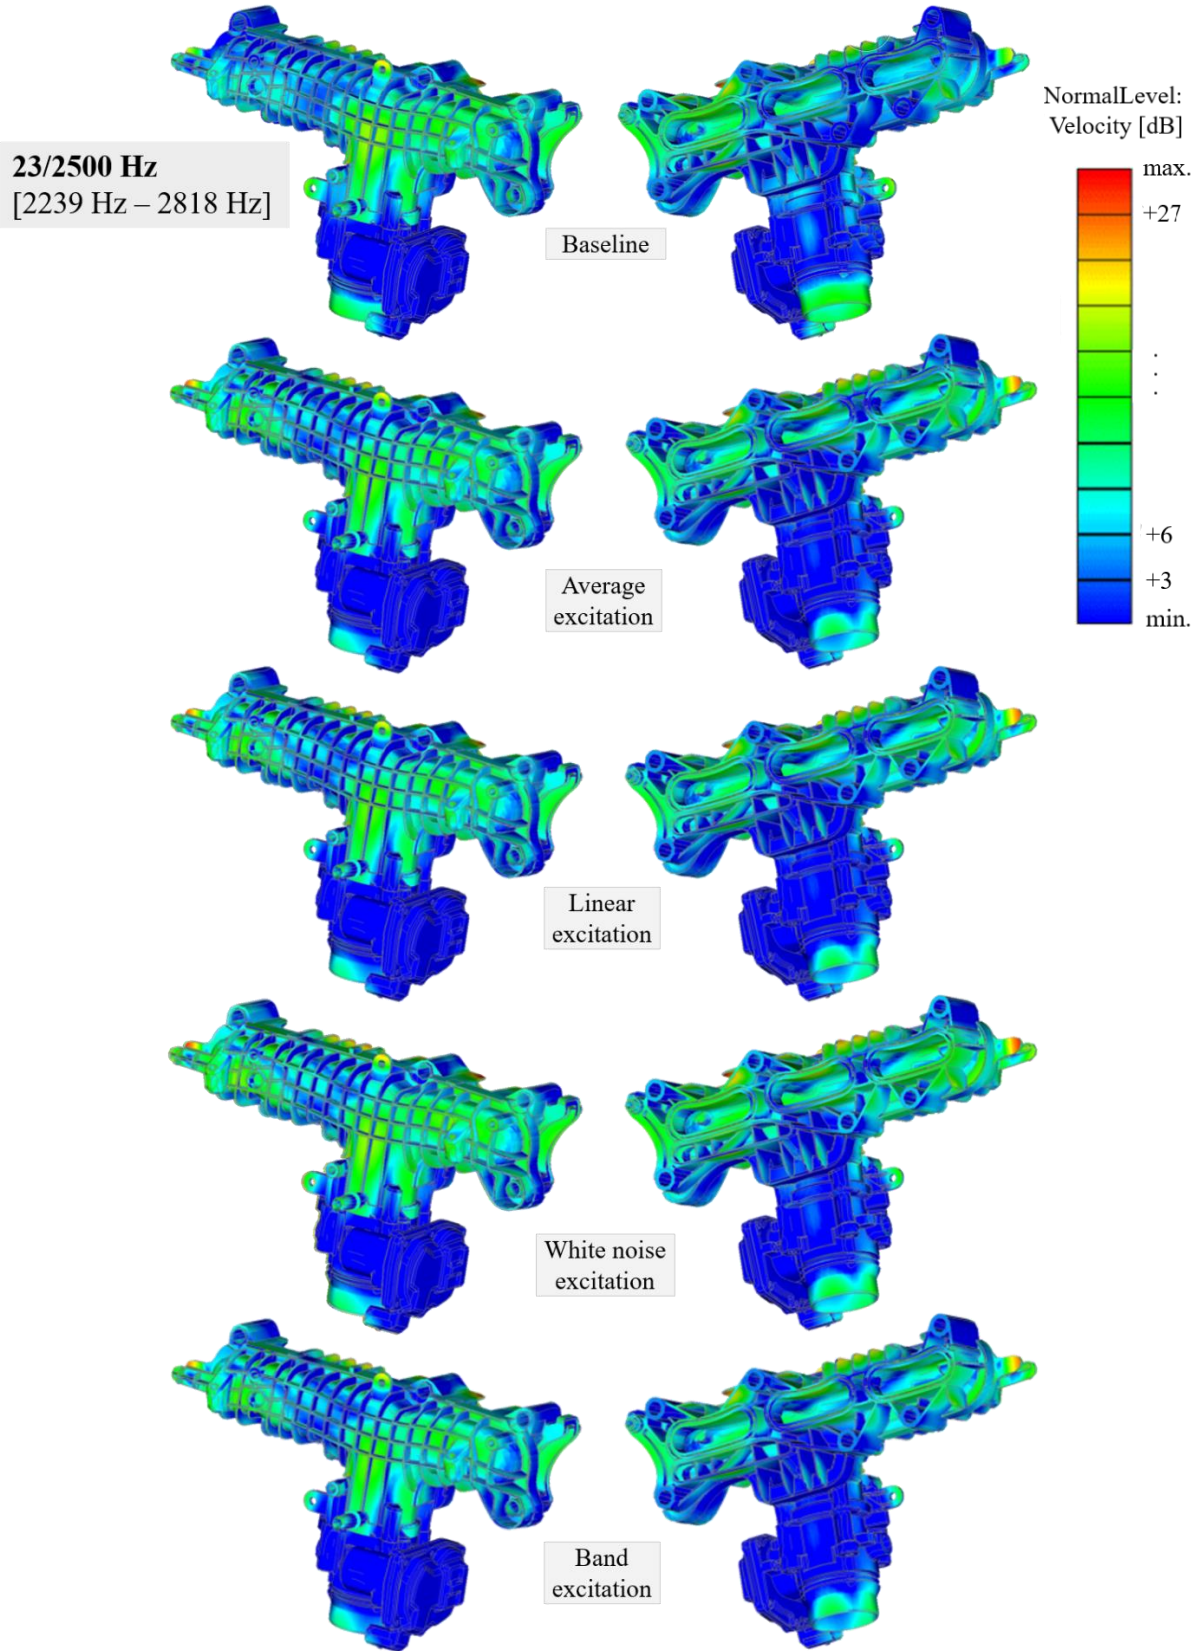 NormalLevel:
Velocity [dB]
23/2500 Hz
[2239 Hz – 2818 Hz]
max.
+27
.
.
.
+6
+3
min.
Baseline
Average
excitation
Linear
excitation
White noise
excitation
Band
excitation